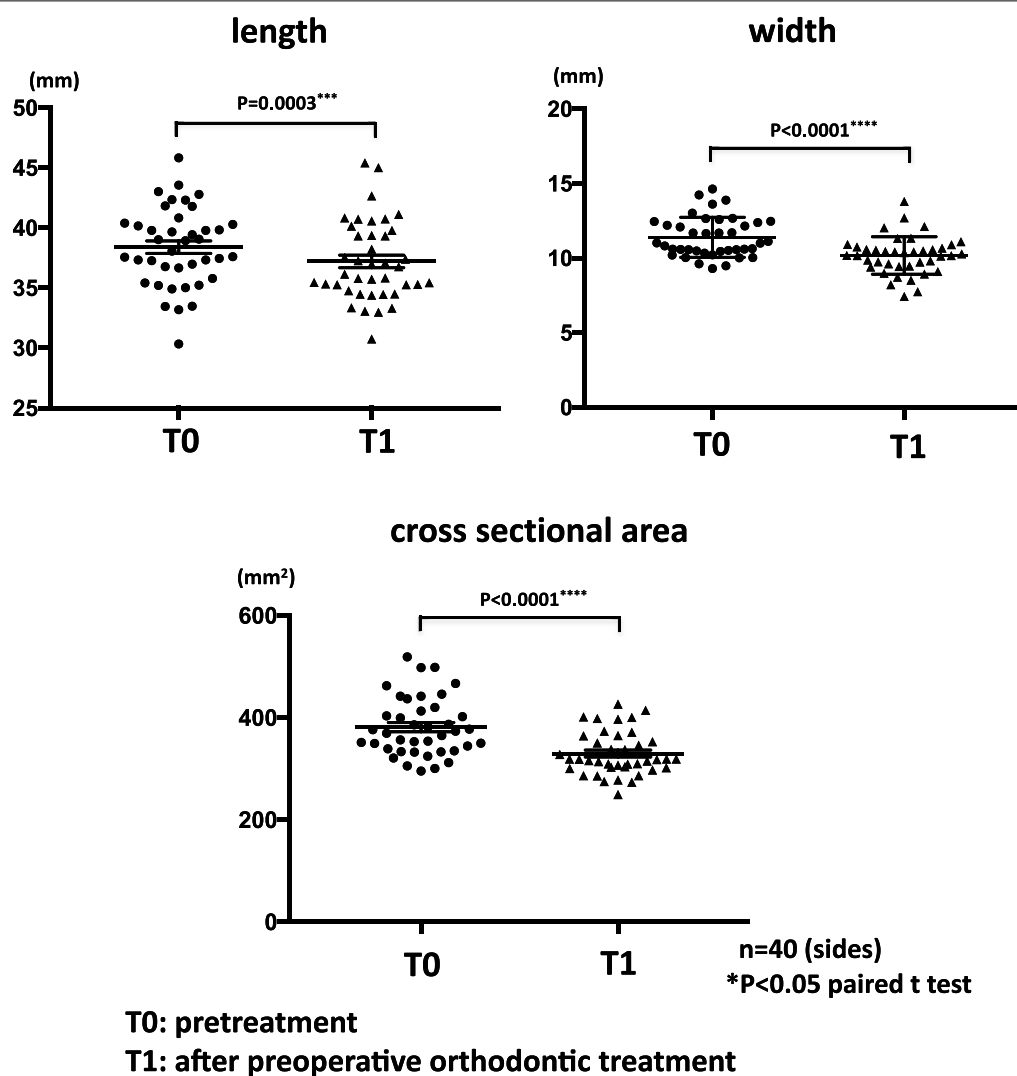 length
(mm)
P=0.0003***
50
45
40
35
30
25
T0
T1
width
(mm)
P<0.0001****
20
15
10
5
0
T0
T1
cross sectional area
(mm²)
P<0.0001****
600
400
200
0
T0
T1
n=40 (sides)
*P<0.05 paired t test
T0: pretreatment
T1: after preoperative orthodontic treatment